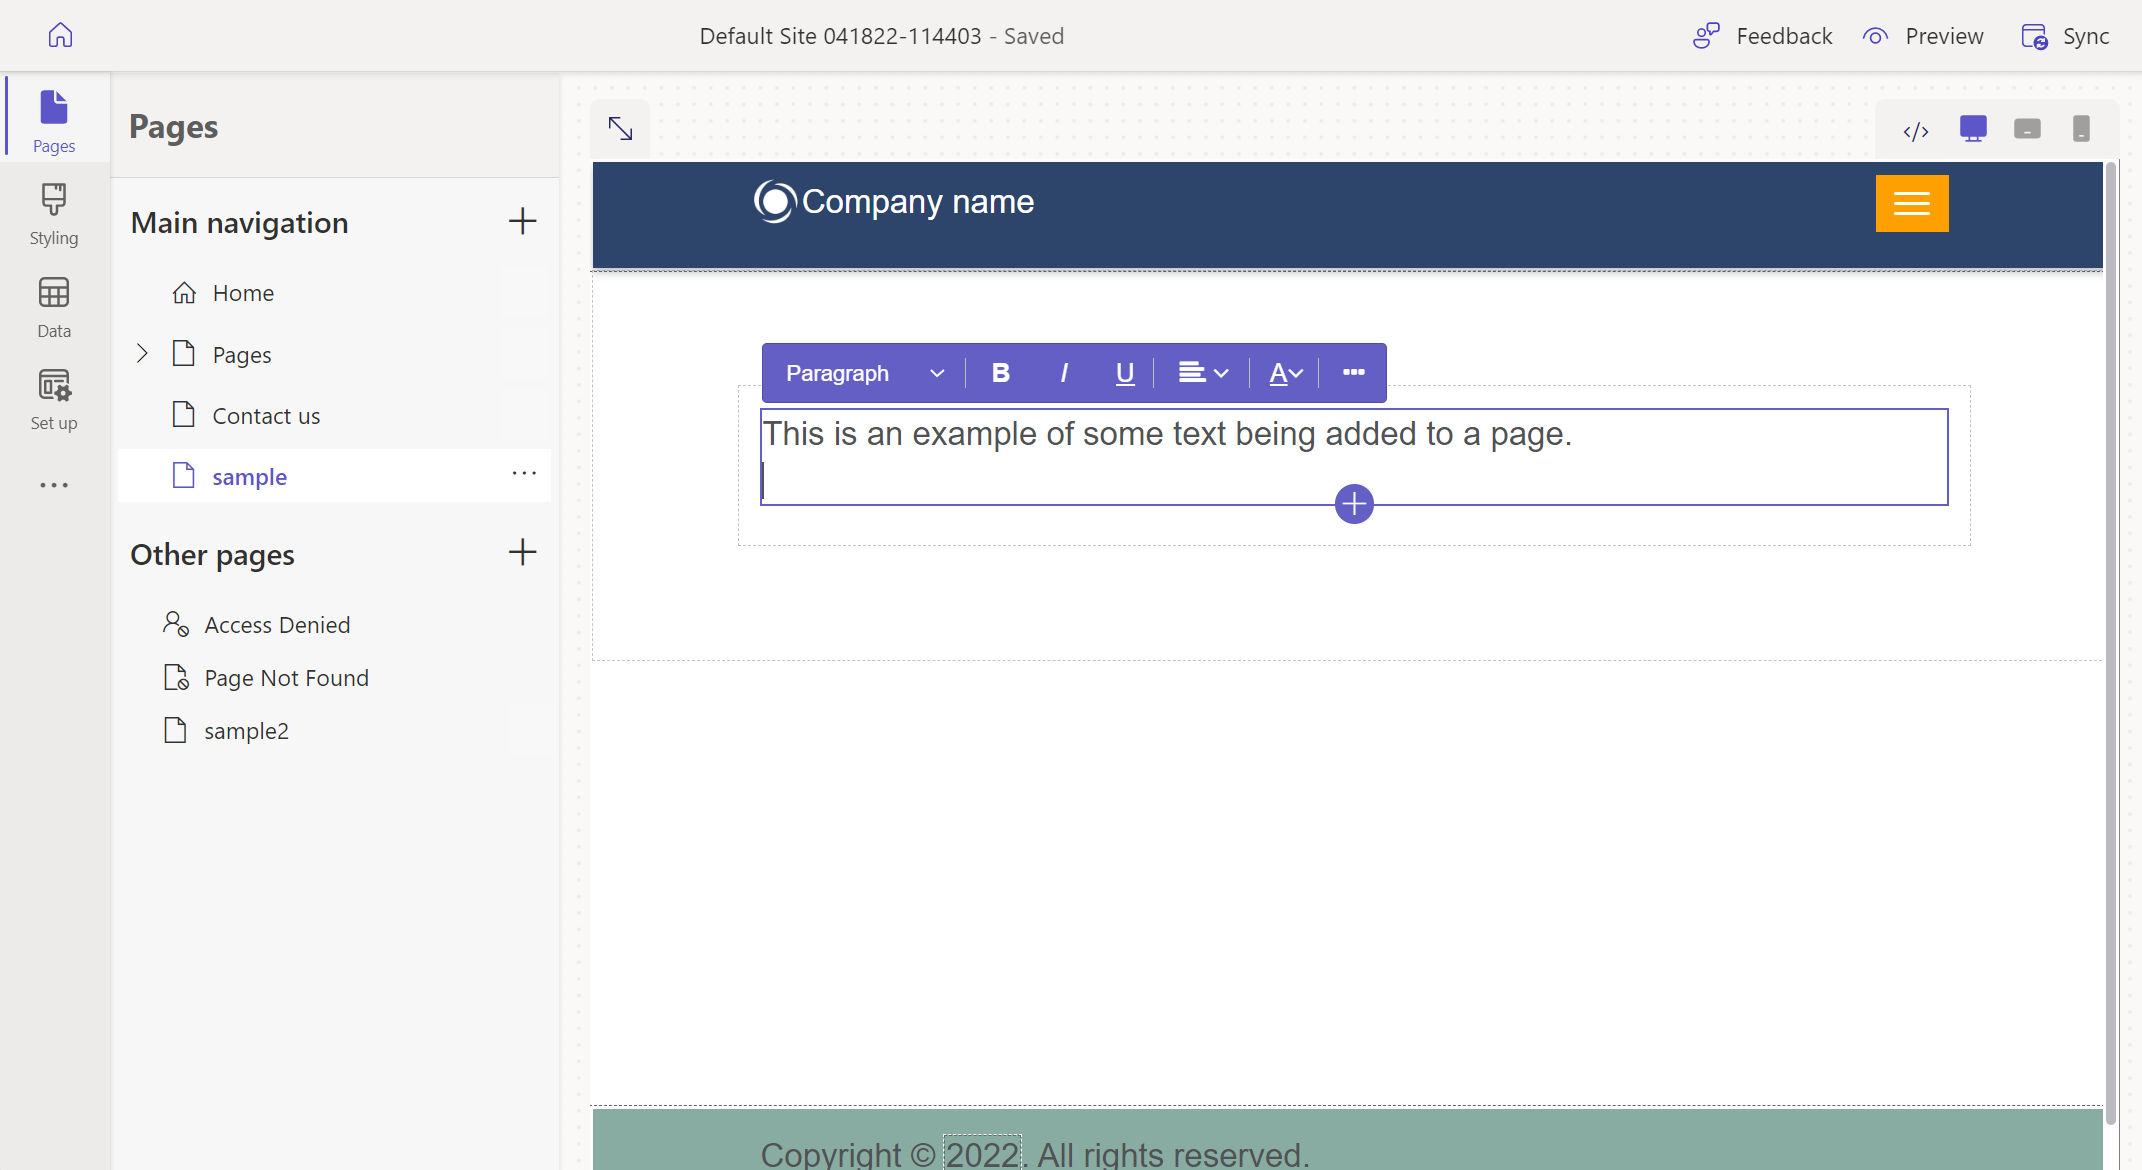 Default Site 041822-114403 - Saved
Feedback
Preview
Sync
Pages
Styling
Data
Set up
Pages
Main navigation
Home
Pages
Contact us
sample
Other pages
Access Denied
Page Not Found
sample2
</>
Company name
Paragraph
B
I
U
A
This is an example of some text being added to a page.
Copyright © 2022. All rights reserved.